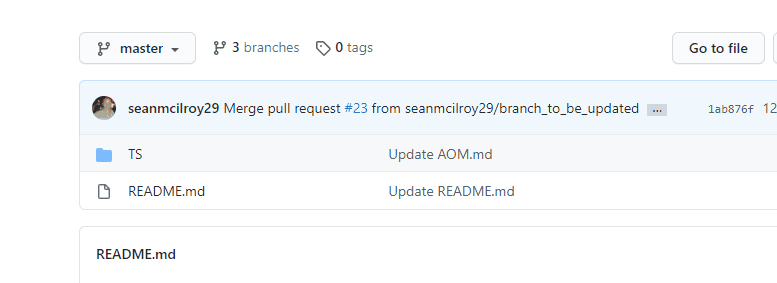 master 3 branches 0 tags Go to file
seanmcilroy29 Merge pull request #23 from seanmcilroy29/branch_to_be_updated ... 1ab876f 12
TS Update AOM.md
README.md Update README.md
README.md